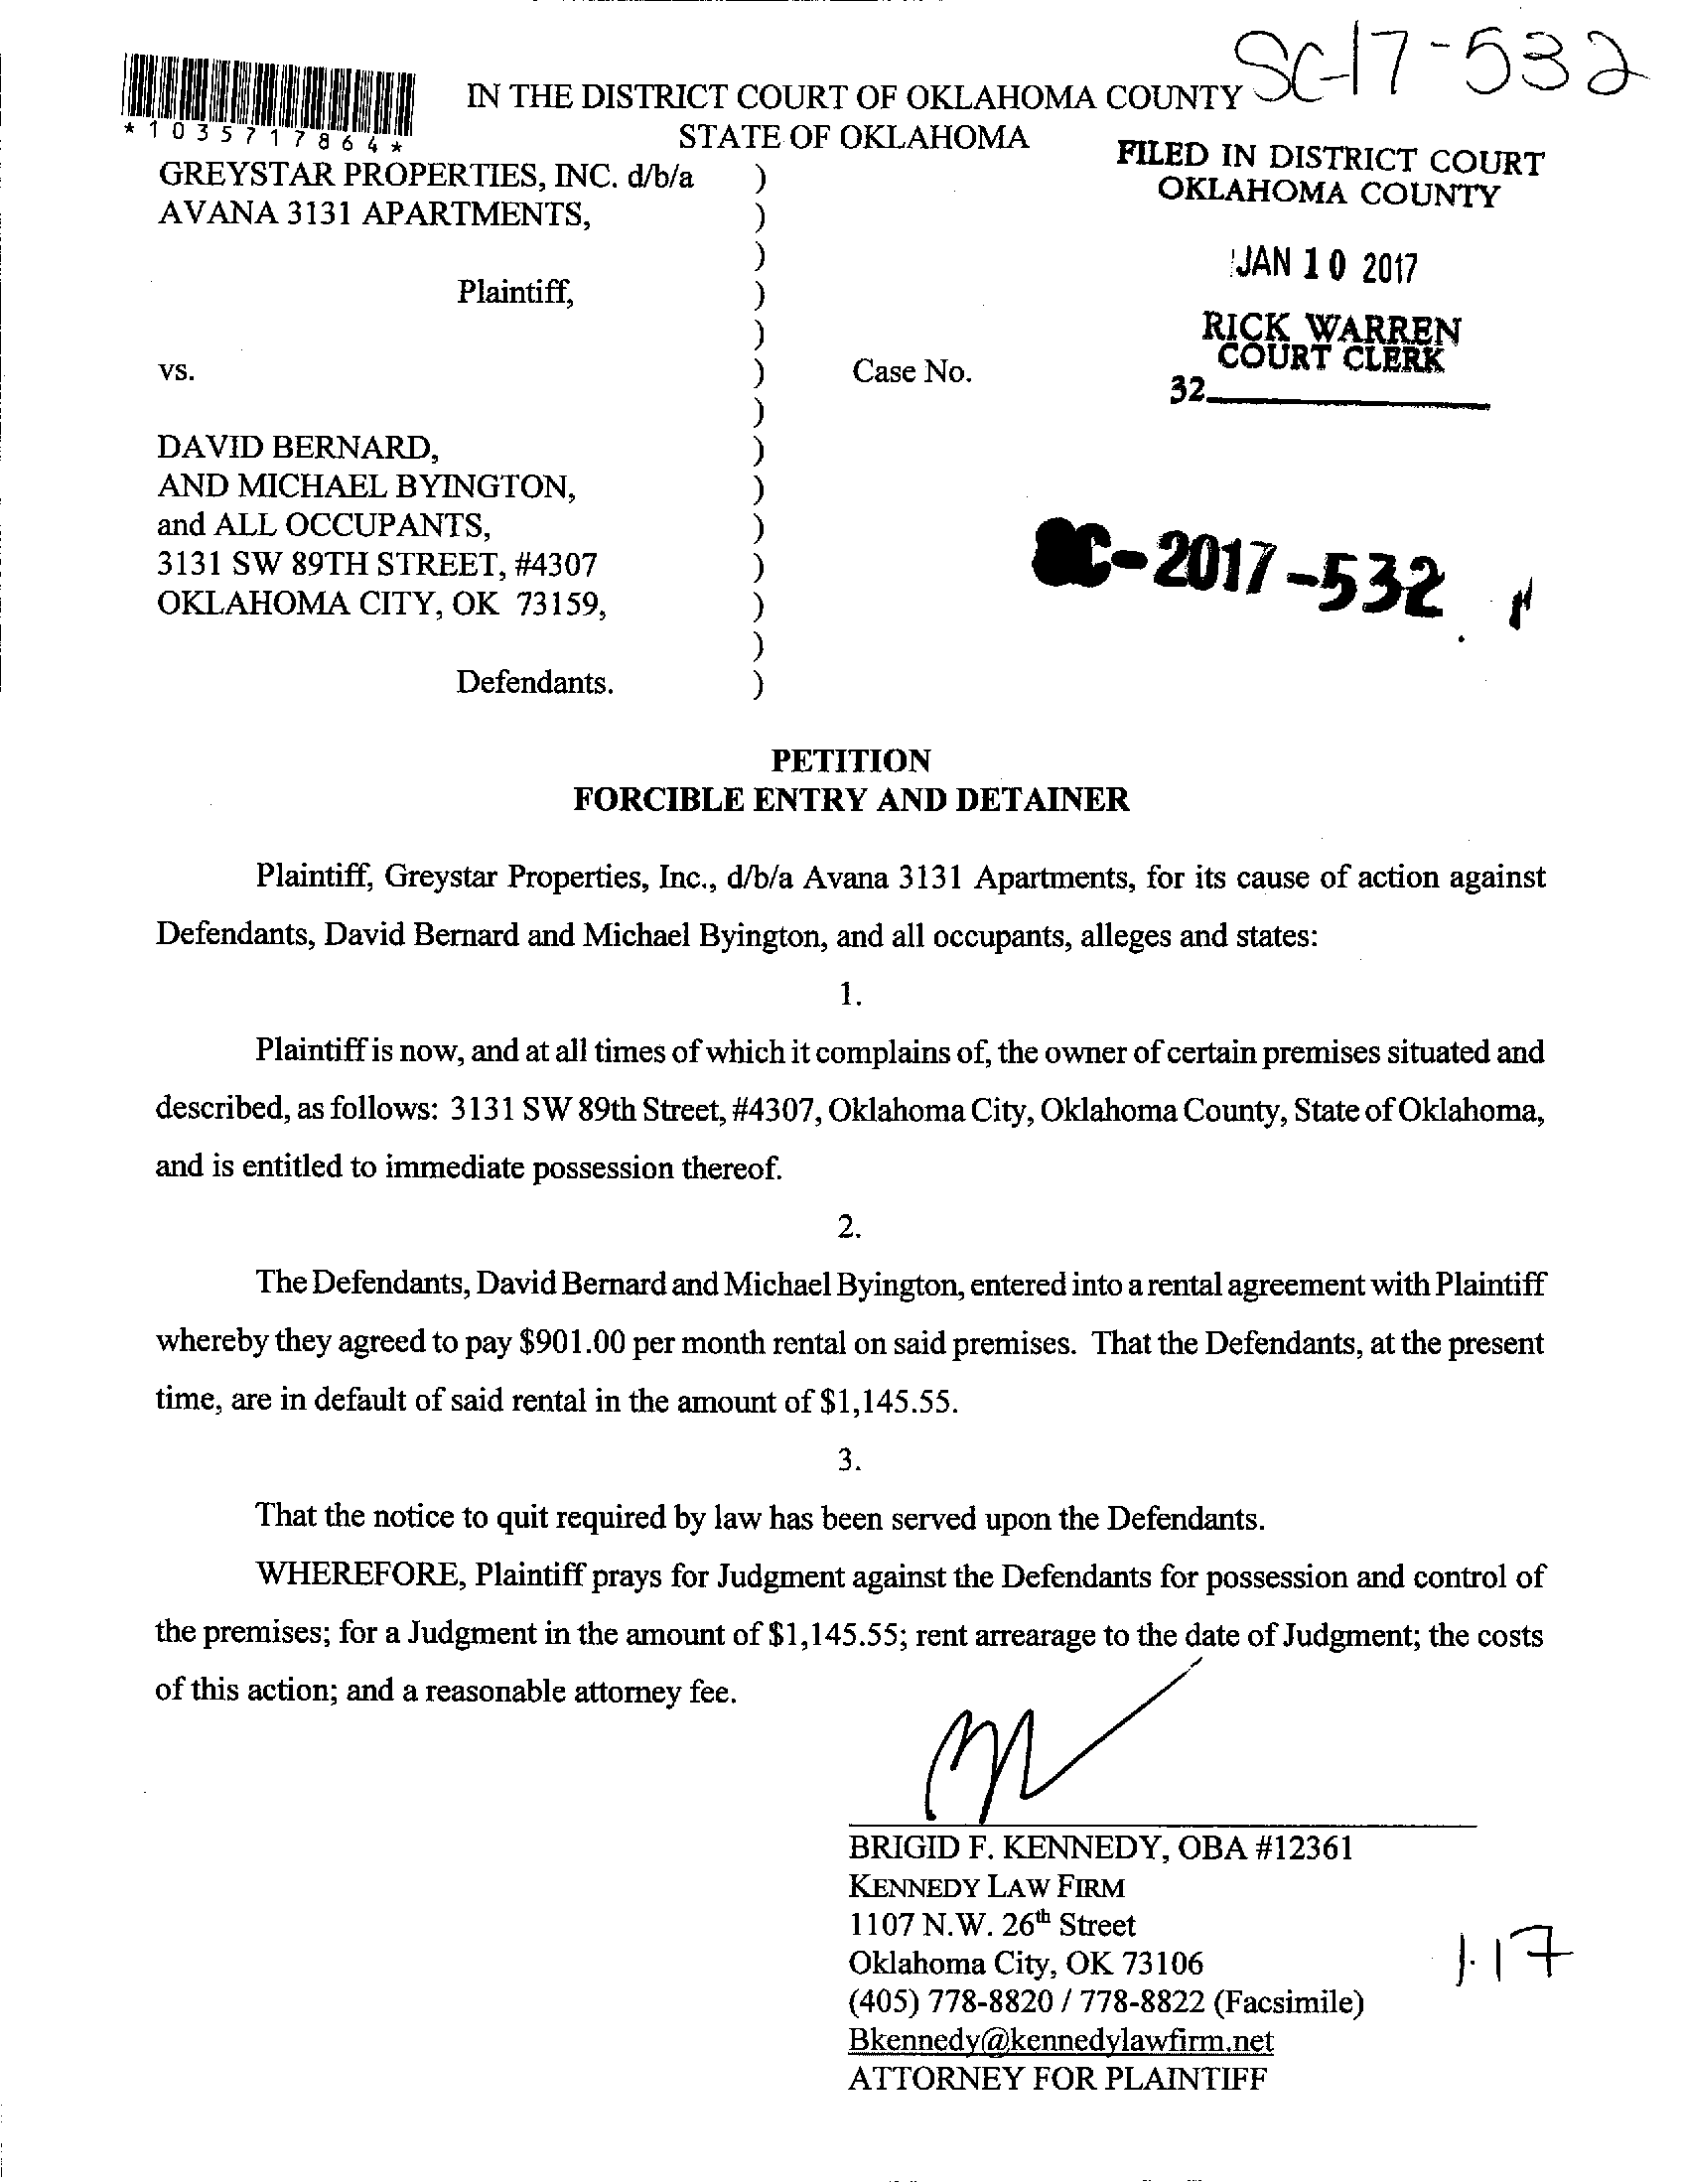 SC-17-532
*1035717864*
IN THE DISTRICT COURT OF OKLAHOMA COUNTY
STATE OF OKLAHOMA
FILED IN DISTRICT COURT
OKLAHOMA COUNTY
JAN 10 2017
RICK WARREN
COURT CLERK
32
GREYSTAR PROPERTIES, INC. d/b/a )
AVANA 3131 APARTMENTS, )
)
Plaintiff, )
)
vs. ) Case No.
)
DAVID BERNARD, )
AND MICHAEL BYINGTON, )
and ALL OCCUPANTS, )
3131 SW 89TH STREET, #4307 )
OKLAHOMA CITY, OK 73159, )
)
Defendants. )
SC-2017-532
PETITION
FORCIBLE ENTRY AND DETAINER
Plaintiff, Greystar Properties, Inc., d/b/a Avana 3131 Apartments, for its cause of action against
Defendants, David Bernard and Michael Byington, and all occupants, alleges and states:
1.
Plaintiff is now, and at all times of which it complains of, the owner of certain premises situated and
described, as follows: 3131 SW 89th Street, #4307, Oklahoma City, Oklahoma County, State of Oklahoma,
and is entitled to immediate possession thereof.
2.
The Defendants, David Bernard and Michael Byington, entered into a rental agreement with Plaintiff
whereby they agreed to pay $901.00 per month rental on said premises. That the Defendants, at the present
time, are in default of said rental in the amount of $1,145.55.
3.
That the notice to quit required by law has been served upon the Defendants.
WHEREFORE, Plaintiff prays for Judgment against the Defendants for possession and control of
the premises; for a Judgment in the amount of $1,145.55; rent arrearage to the date of Judgment; the costs
of this action; and a reasonable attorney fee.
BRIGID F. KENNEDY, OBA #12361
KENNEDY LAW FIRM
1107 N.W. 26th Street
Oklahoma City, OK 73106
(405) 778-8820 / 778-8822 (Facsimile)
Bkennedy@kennedylawfirm.net
ATTORNEY FOR PLAINTIFF
1·17